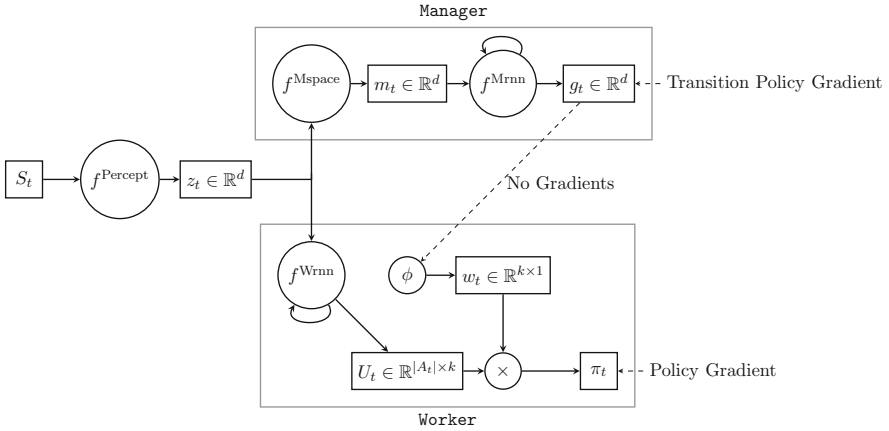 Manager
f^Mspace
m_t ∈ ℝ^d
f^Mrnn
g_t ∈ ℝ^d
Transition Policy Gradient
S_t
f^Percept
z_t ∈ ℝ^d
No Gradients
f^Wrnn
ϕ
w_t ∈ ℝ^{k×1}
U_t ∈ ℝ^{|A_t|×k}
×
π_t
Policy Gradient
Worker